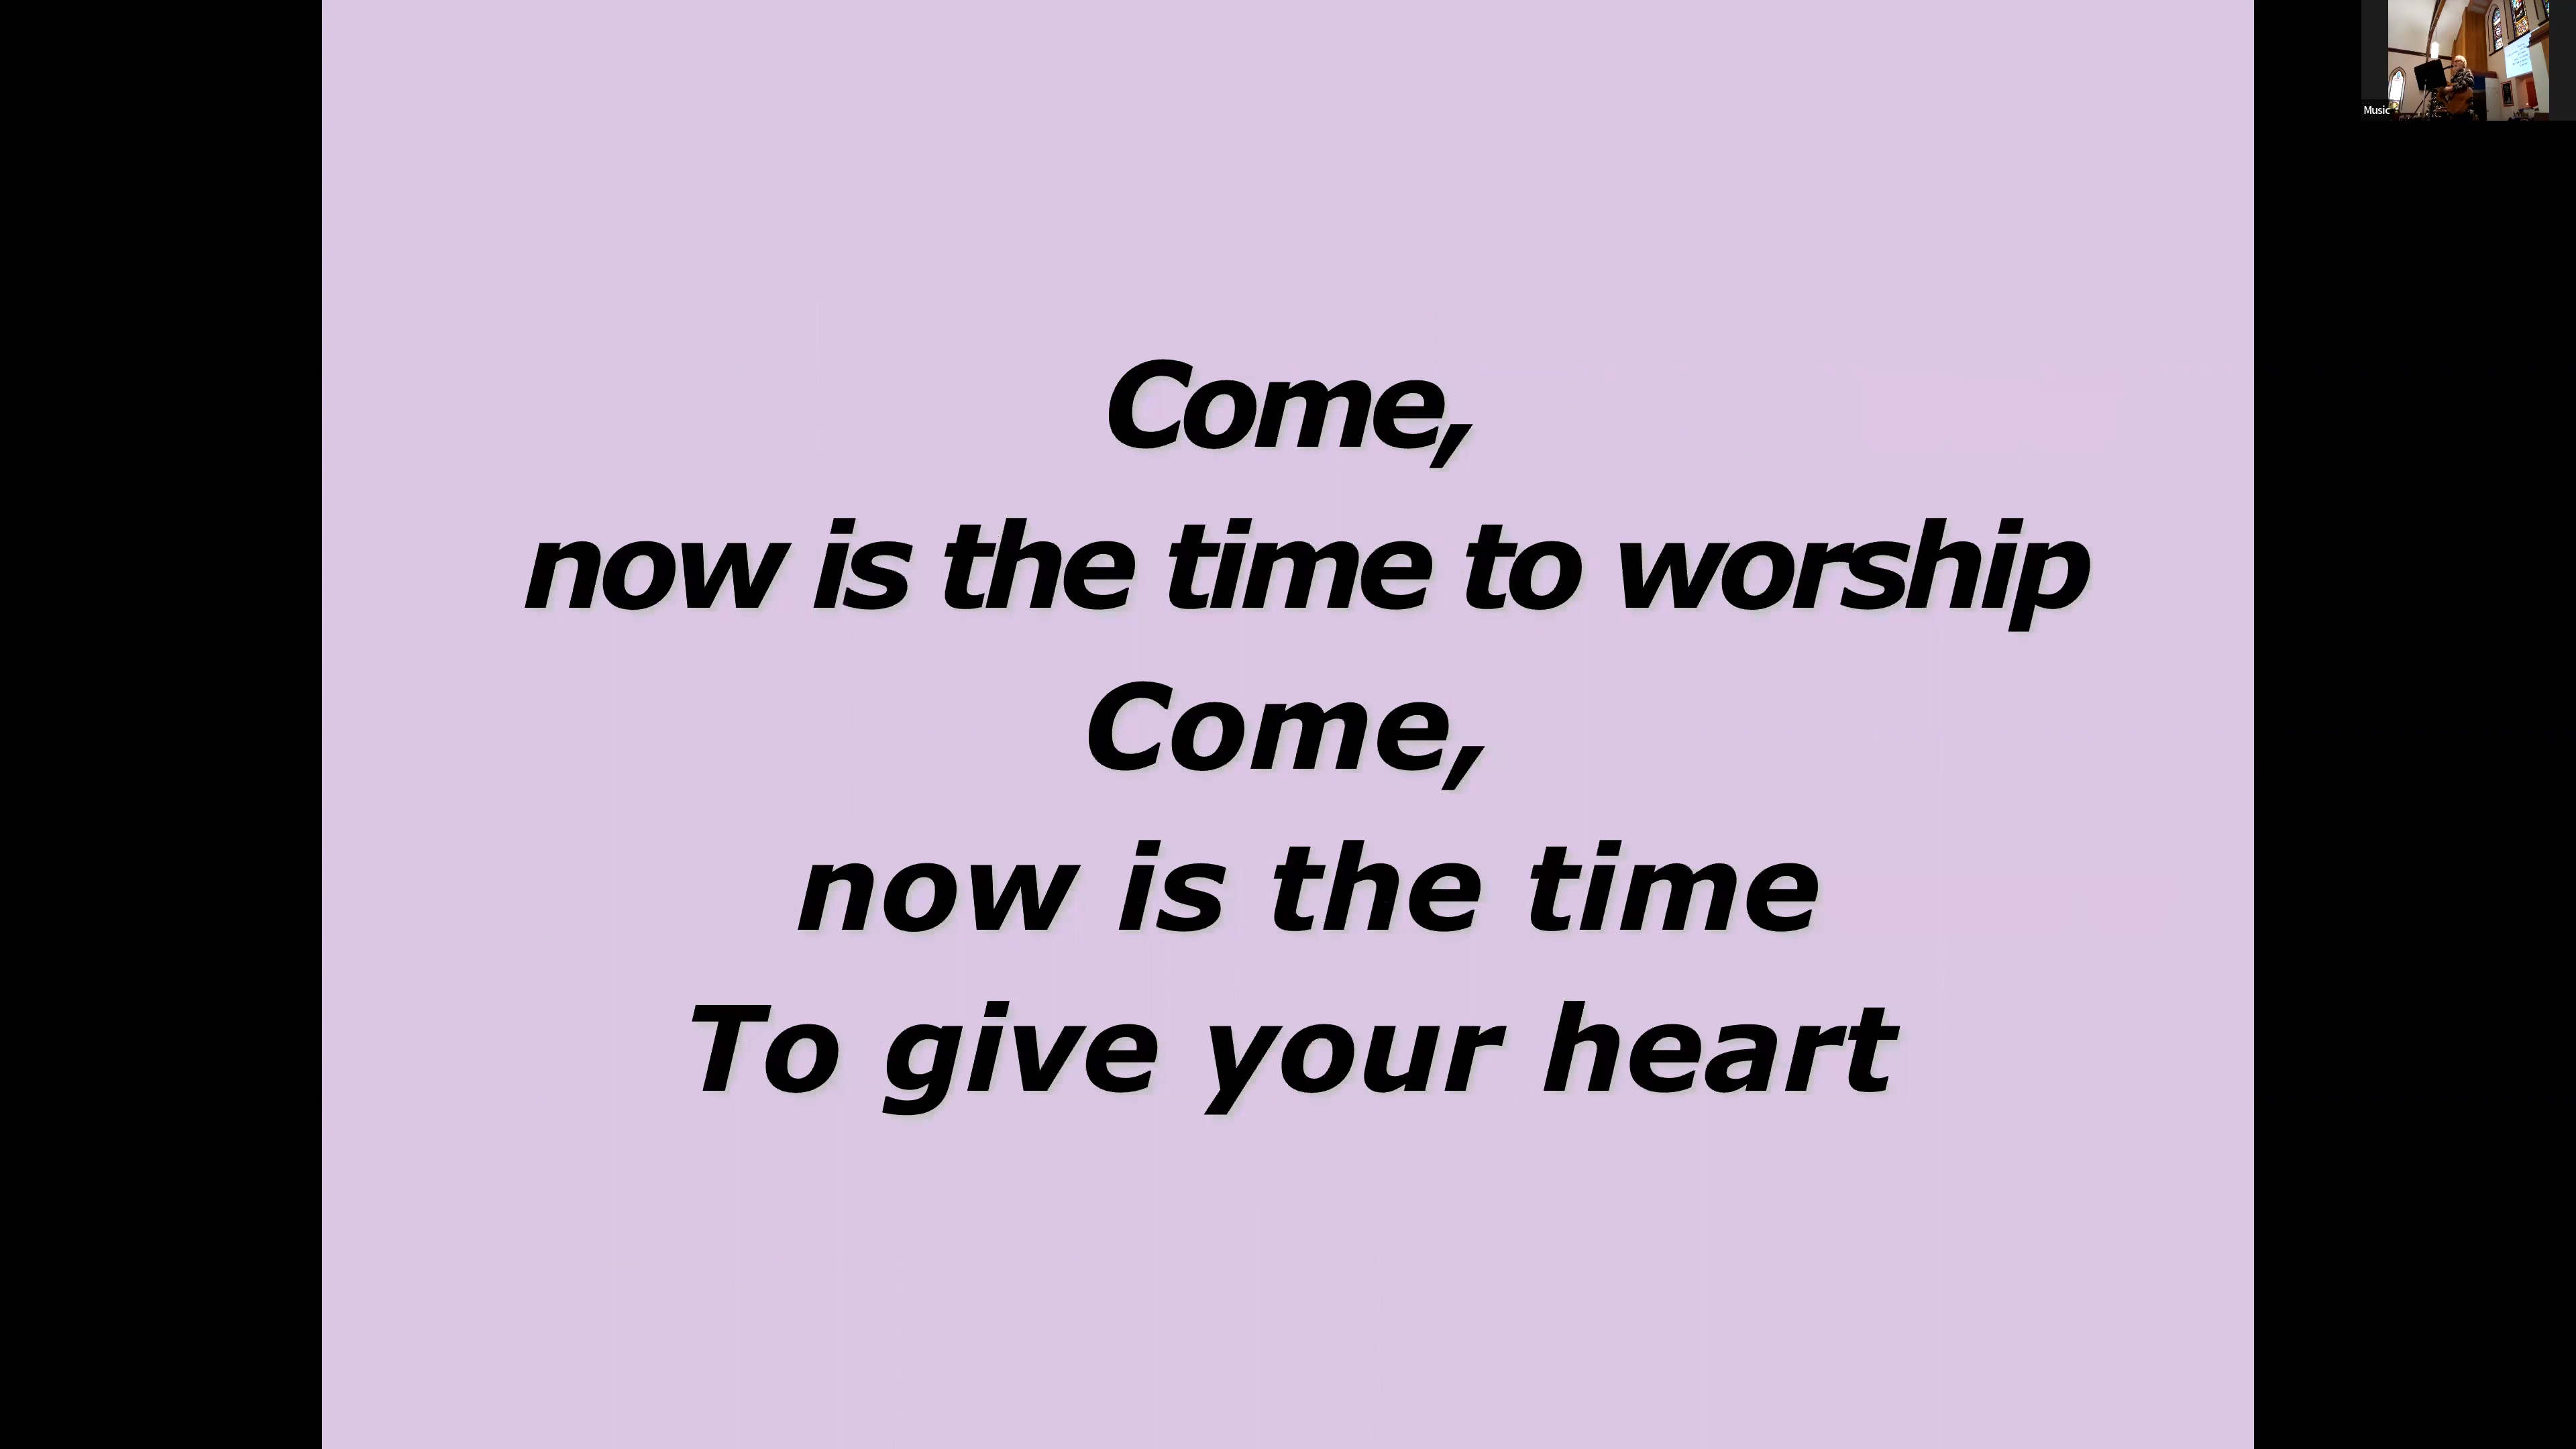 Come,
now is the time to worship
Come,
now is the time
To give your heart
Music